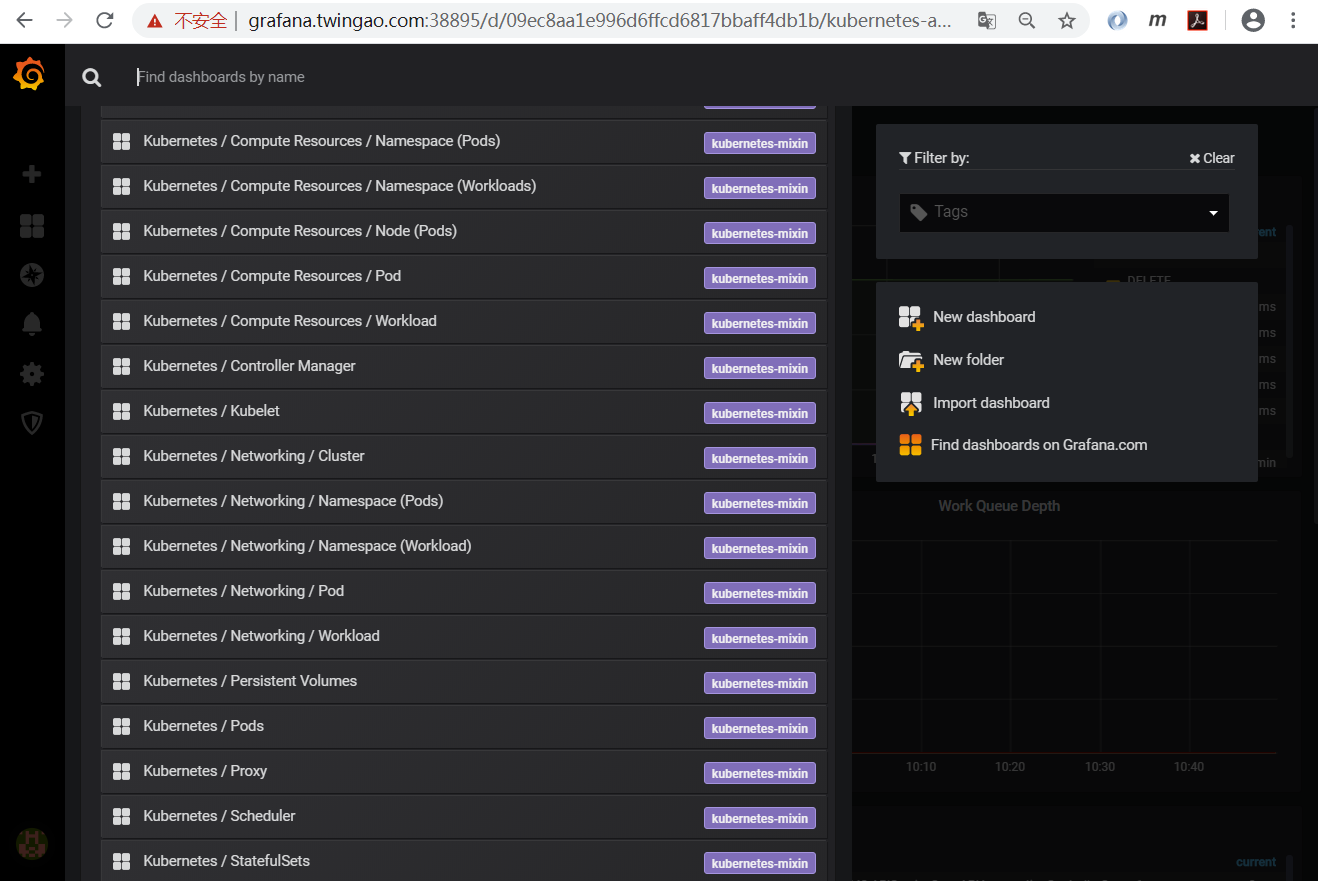 不安全
grafana.twingao.com:38895/d/09ec8aa1e996d6ffcd6817bbaff4db1b/kubernetes-a...
m
Find dashboards by name
Kubernetes / Compute Resources / Namespace (Pods) kubernetes-mixin
Kubernetes / Compute Resources / Namespace (Workloads) kubernetes-mixin
Kubernetes / Compute Resources / Node (Pods) kubernetes-mixin
Kubernetes / Compute Resources / Pod kubernetes-mixin
Kubernetes / Compute Resources / Workload kubernetes-mixin
Kubernetes / Controller Manager kubernetes-mixin
Kubernetes / Kubelet kubernetes-mixin
Kubernetes / Networking / Cluster kubernetes-mixin
Kubernetes / Networking / Namespace (Pods) kubernetes-mixin
Kubernetes / Networking / Namespace (Workload) kubernetes-mixin
Kubernetes / Networking / Pod kubernetes-mixin
Kubernetes / Networking / Workload kubernetes-mixin
Kubernetes / Persistent Volumes kubernetes-mixin
Kubernetes / Pods kubernetes-mixin
Kubernetes / Proxy kubernetes-mixin
Kubernetes / Scheduler kubernetes-mixin
Kubernetes / StatefulSets kubernetes-mixin
Filter by:
Clear
Tags
DELETE
ms
ms
ms
ms
ms
New dashboard
New folder
Import dashboard
Find dashboards on Grafana.com
Work Queue Depth
10:10 10:20 10:30 10:40
current